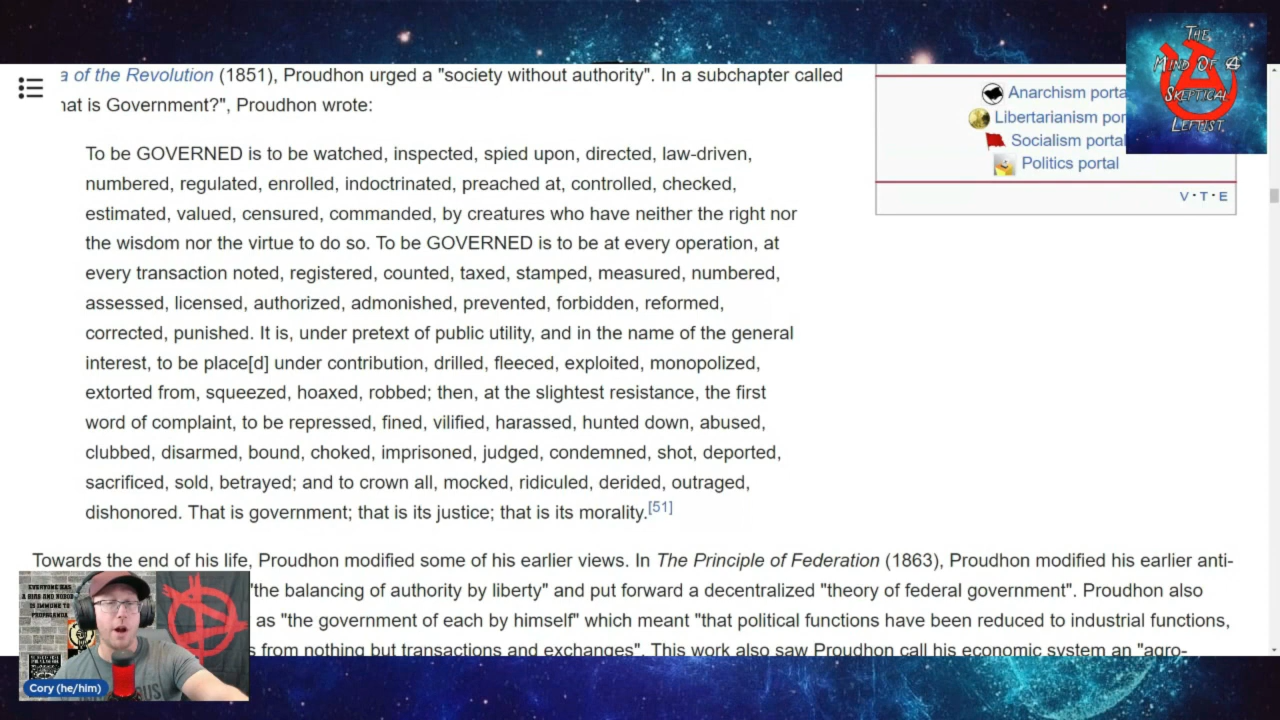 a of the Revolution (1851), Proudhon urged a "society without authority". In a subchapter called
hat is Government?", Proudhon wrote:
To be GOVERNED is to be watched, inspected, spied upon, directed, law-driven,
numbered, regulated, enrolled, indoctrinated, preached at, controlled, checked,
estimated, valued, censured, commanded, by creatures who have neither the right nor
the wisdom nor the virtue to do so. To be GOVERNED is to be at every operation, at
every transaction noted, registered, counted, taxed, stamped, measured, numbered,
assessed, licensed, authorized, admonished, prevented, forbidden, reformed,
corrected, punished. It is, under pretext of public utility, and in the name of the general
interest, to be place[d] under contribution, drilled, fleeced, exploited, monopolized,
extorted from, squeezed, hoaxed, robbed; then, at the slightest resistance, the first
word of complaint, to be repressed, fined, vilified, harassed, hunted down, abused,
clubbed, disarmed, bound, choked, imprisoned, judged, condemned, shot, deported,
sacrificed, sold, betrayed; and to crown all, mocked, ridiculed, derided, outraged,
dishonored. That is government; that is its justice; that is its morality.[51]
Towards the end of his life, Proudhon modified some of his earlier views. In The Principle of Federation (1863), Proudhon modified his earlier anti-
"the balancing of authority by liberty" and put forward a decentralized "theory of federal government". Proudhon also
as "the government of each by himself" which meant "that political functions have been reduced to industrial functions,
s from nothing but transactions and exchanges". This work also saw Proudhon call his economic system an "agro-
Anarchism porta
Libertarianism por
Socialism portal
Politics portal
V · T · E
THE
MIND OF A
SKEPTICAL
LEFTIST
EVERYONE HAS
A BIAS AND NOBODY
IS IMMUNE TO
PROPAGANDA
Cory (he/him)